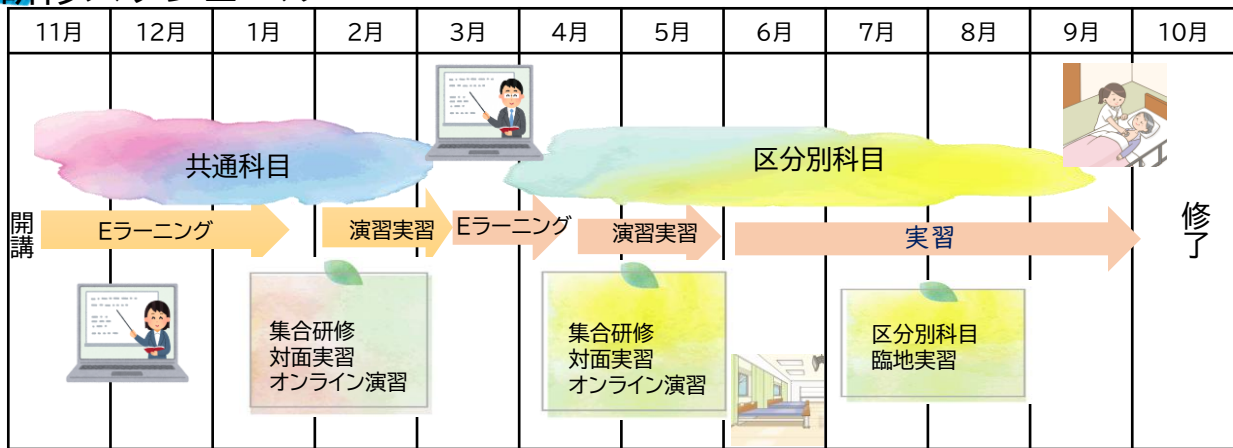 11月 12月 1月 2月 3月 4月 5月 6月 7月 8月 9月 10月
共通科目
区分別科目
開講
Eラーニング
演習実習
Eラーニング
演習実習
実習
修了
集合研修
対面実習
オンライン演習
集合研修
対面実習
オンライン演習
区分別科目
臨地実習